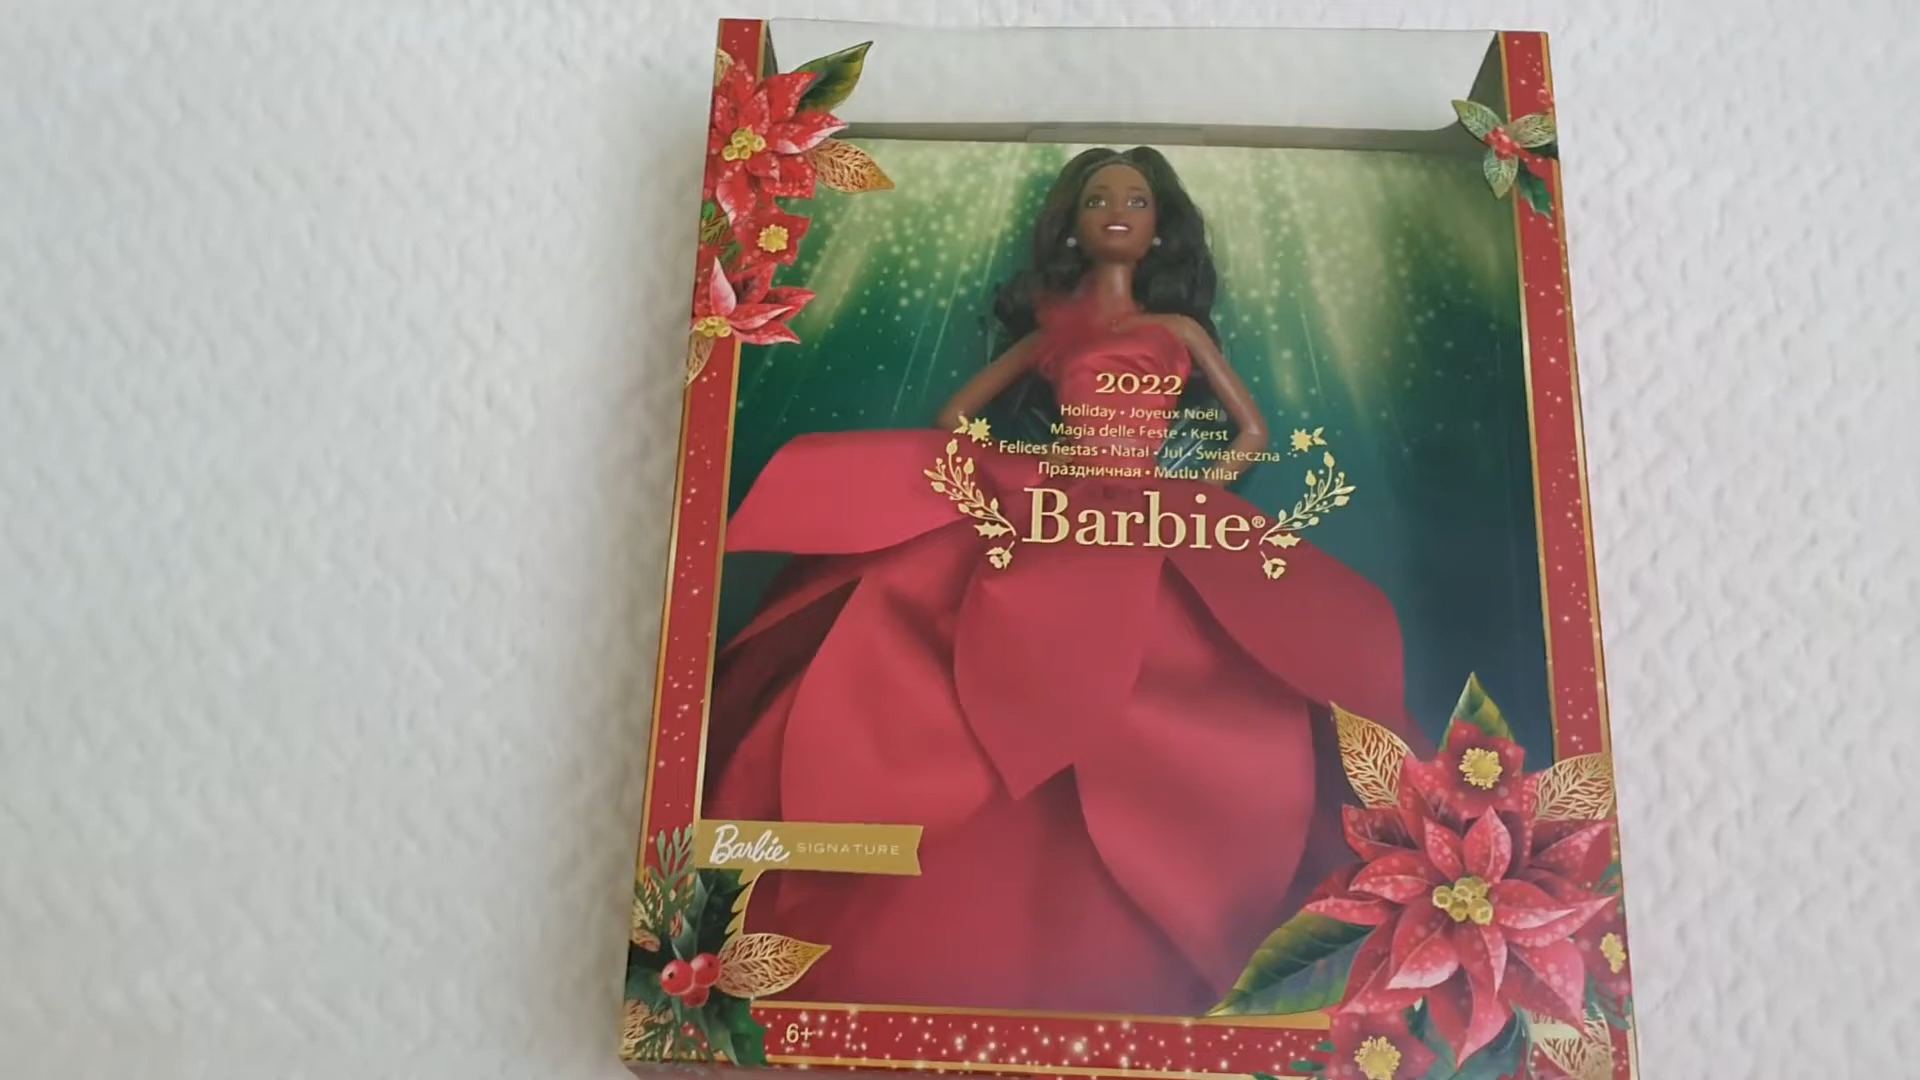 2022
Holiday • Joyeux Noël
Magia delle Feste • Kerst
Felices fiestas • Natal • Jul • Świąteczna
Праздничная • Mutlu Yıllar
Barbie®
Barbie SIGNATURE
6+